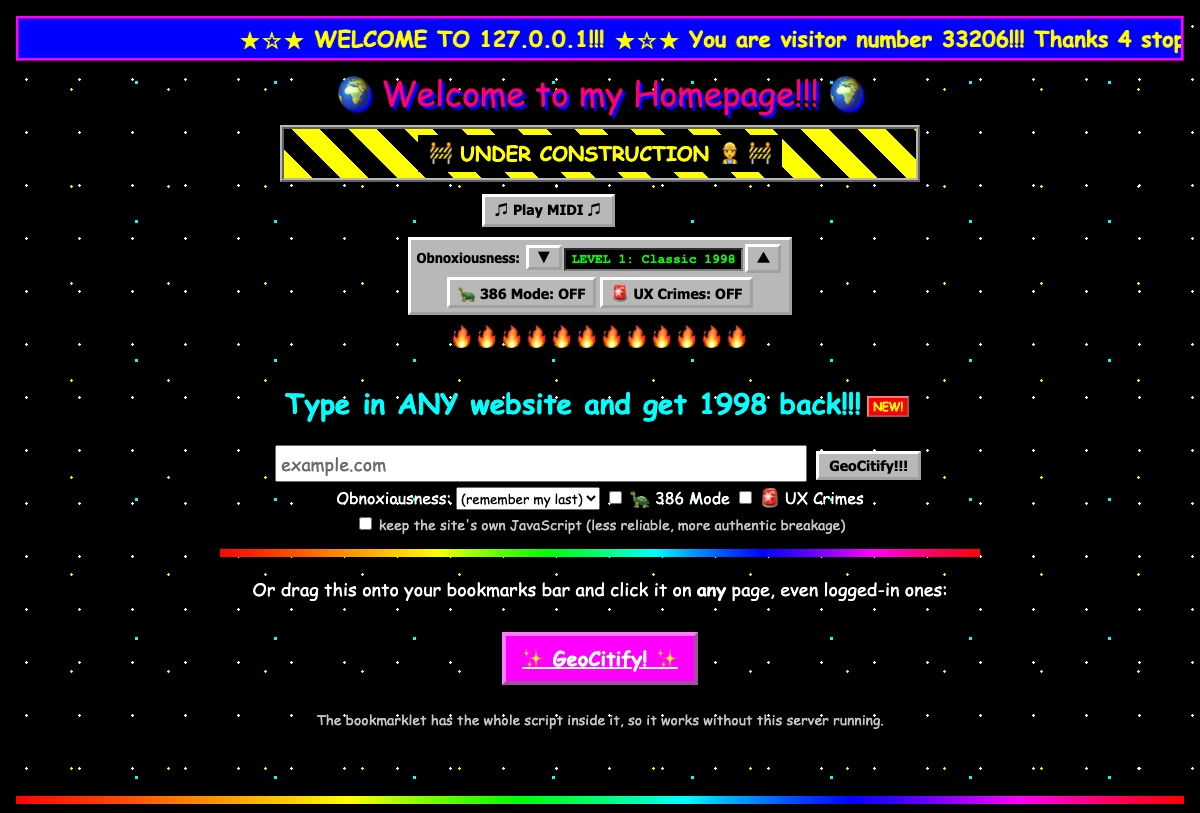 ★☆★ WELCOME TO 127.0.0.1!!! ★☆★ You are visitor number 33206!!! Thanks 4 stop
🌍 Welcome to my Homepage!!! 🌍
🚧 UNDER CONSTRUCTION 👷 🚧
♫ Play MIDI ♫
Obnoxiousness: ▼ LEVEL 1: Classic 1998 ▲
🐢 386 Mode: OFF 🚨 UX Crimes: OFF
Type in ANY website and get 1998 back!!! NEW!
example.com GeoCitify!!!
Obnoxiousness: (remember my last) 🐢 386 Mode 🚨 UX Crimes
keep the site's own JavaScript (less reliable, more authentic breakage)
Or drag this onto your bookmarks bar and click it on any page, even logged-in ones:
✨ GeoCitify! ✨
The bookmarklet has the whole script inside it, so it works without this server running.